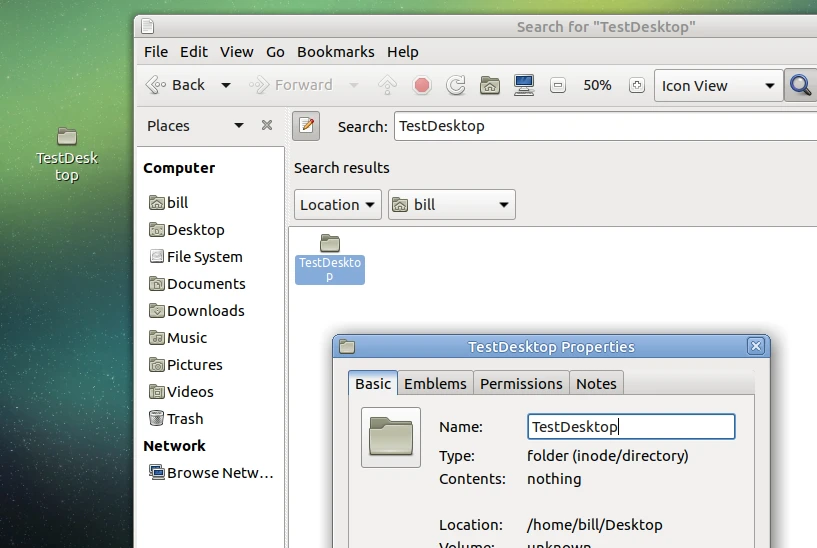 Search for "TestDesktop"
File Edit View Go Bookmarks Help
Back Forward 50% Icon View
Places
Search: TestDesktop
TestDesk
top
Computer
bill
Desktop
File System
Documents
Downloads
Music
Pictures
Videos
Trash
Network
Browse Netw...
Search results
Location bill
TestDeskto
p
TestDesktop Properties
Basic Emblems Permissions Notes
Name: TestDesktop
Type: folder (inode/directory)
Contents: nothing
Location: /home/bill/Desktop
Volume: unknown